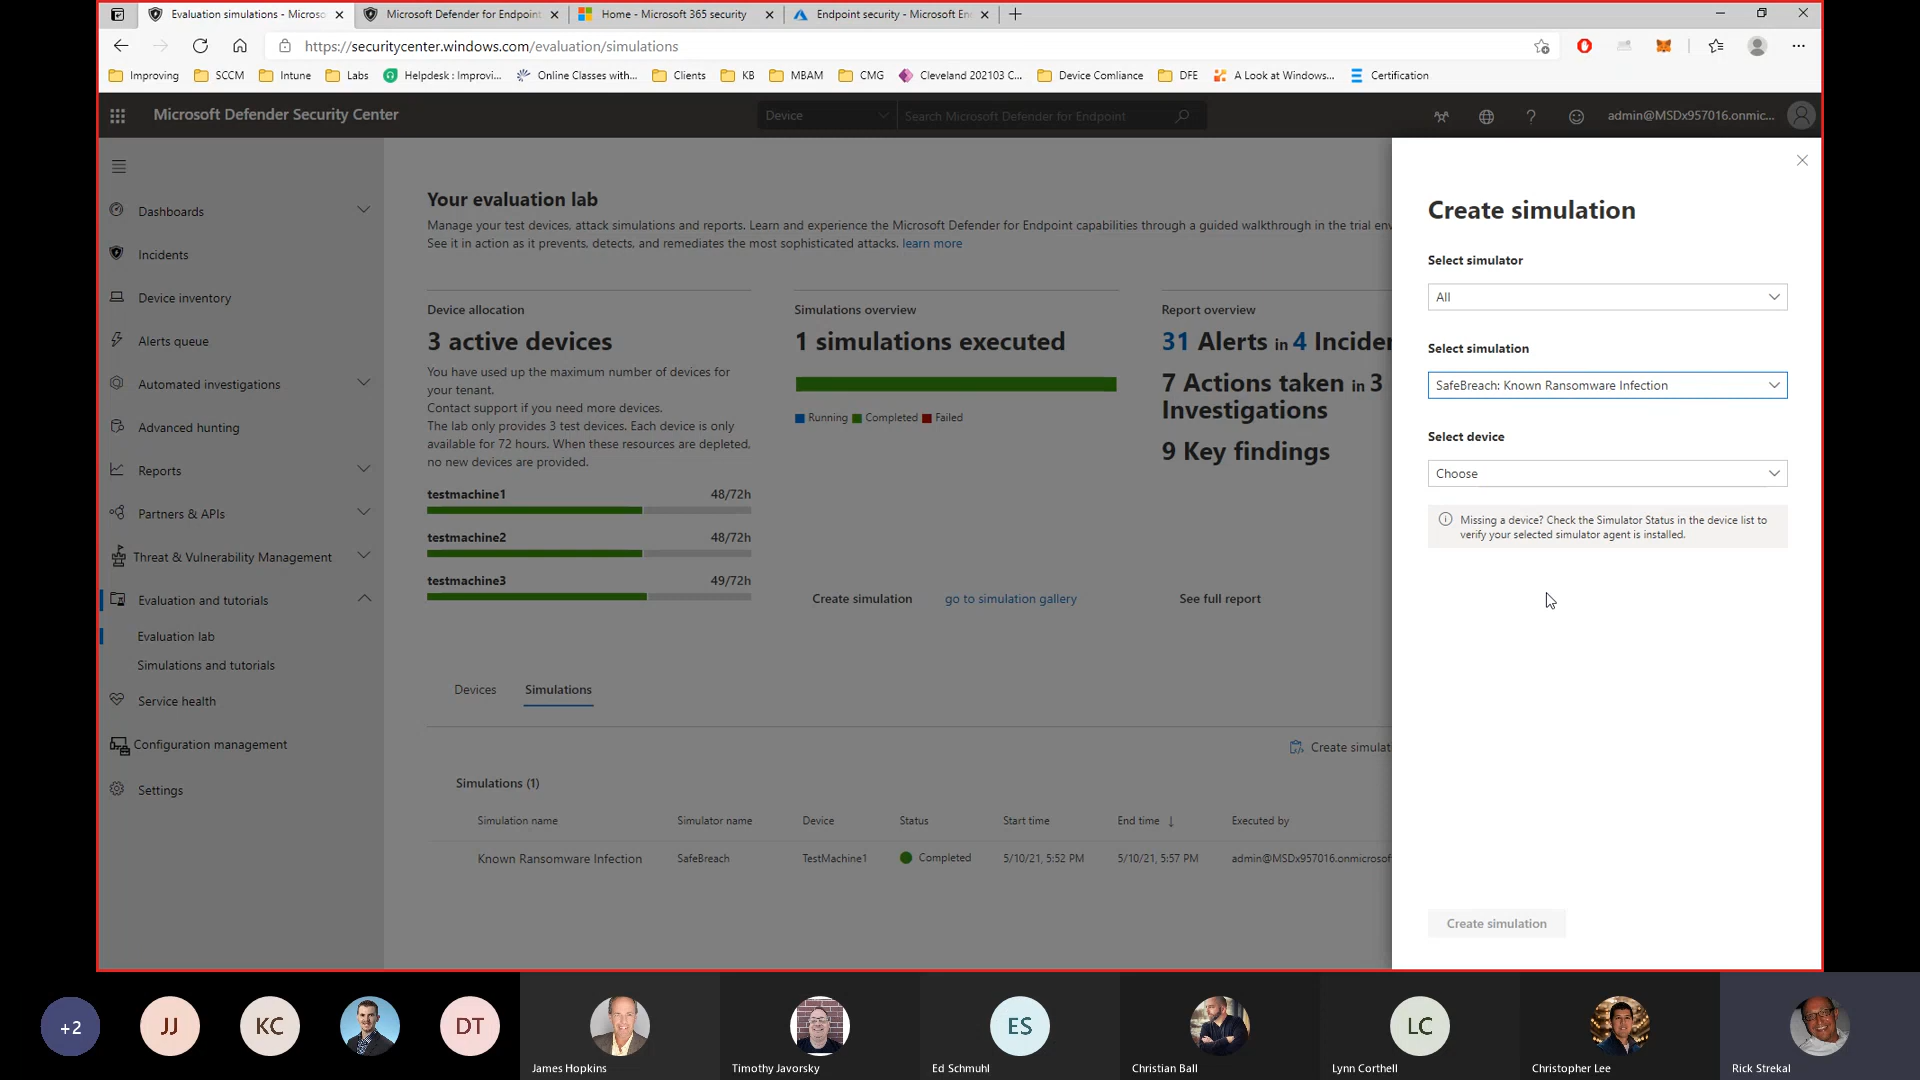 Evaluation simulations - Microso
Microsoft Defender for Endpoint
Home - Microsoft 365 security
Endpoint security - Microsoft En
https://securitycenter.windows.com/evaluation/simulations
Improving
SCCM
Intune
Labs
Helpdesk : Improvi...
Online Classes with...
Clients
KB
MBAM
CMG
Cleveland 202103 C...
Device Comliance
DFE
A Look at Windows...
Certification
Microsoft Defender Security Center
Device
Search Microsoft Defender for Endpoint
admin@MSDx957016.onmic...
Dashboards
Incidents
Device inventory
Alerts queue
Automated investigations
Advanced hunting
Reports
Partners & APIs
Threat & Vulnerability Management
Evaluation and tutorials
Evaluation lab
Simulations and tutorials
Service health
Configuration management
Settings
Your evaluation lab
Manage your test devices, attack simulations and reports. Learn and experience the Microsoft Defender for Endpoint capabilities through a guided walkthrough in the trial env
See it in action as it prevents, detects, and remediates the most sophisticated attacks. learn more
Device allocation
3 active devices
You have used up the maximum number of devices for
your tenant.
Contact support if you need more devices.
The lab only provides 3 test devices. Each device is only
available for 72 hours. When these resources are depleted,
no new devices are provided.
testmachine1 48/72h
testmachine2 48/72h
testmachine3 49/72h
Simulations overview
1 simulations executed
Running Completed Failed
Create simulation go to simulation gallery
Report overview
31 Alerts in 4 Inciden
7 Actions taken in 3
Investigations
9 Key findings
See full report
Devices Simulations
Create simulat
Simulations (1)
Simulation name Simulator name Device Status Start time End time ↓ Executed by
Known Ransomware Infection SafeBreach TestMachine1 Completed 5/10/21, 5:52 PM 5/10/21, 5:57 PM admin@MSDx957016.onmicrosof
Create simulation
Select simulator
All
Select simulation
SafeBreach: Known Ransomware Infection
Select device
Choose
Missing a device? Check the Simulator Status in the device list to
verify your selected simulator agent is installed.
Create simulation
+2
JJ
KC
DT
James Hopkins
Timothy Javorsky
ES
Ed Schmuhl
Christian Ball
LC
Lynn Corthell
Christopher Lee
Rick Strekal